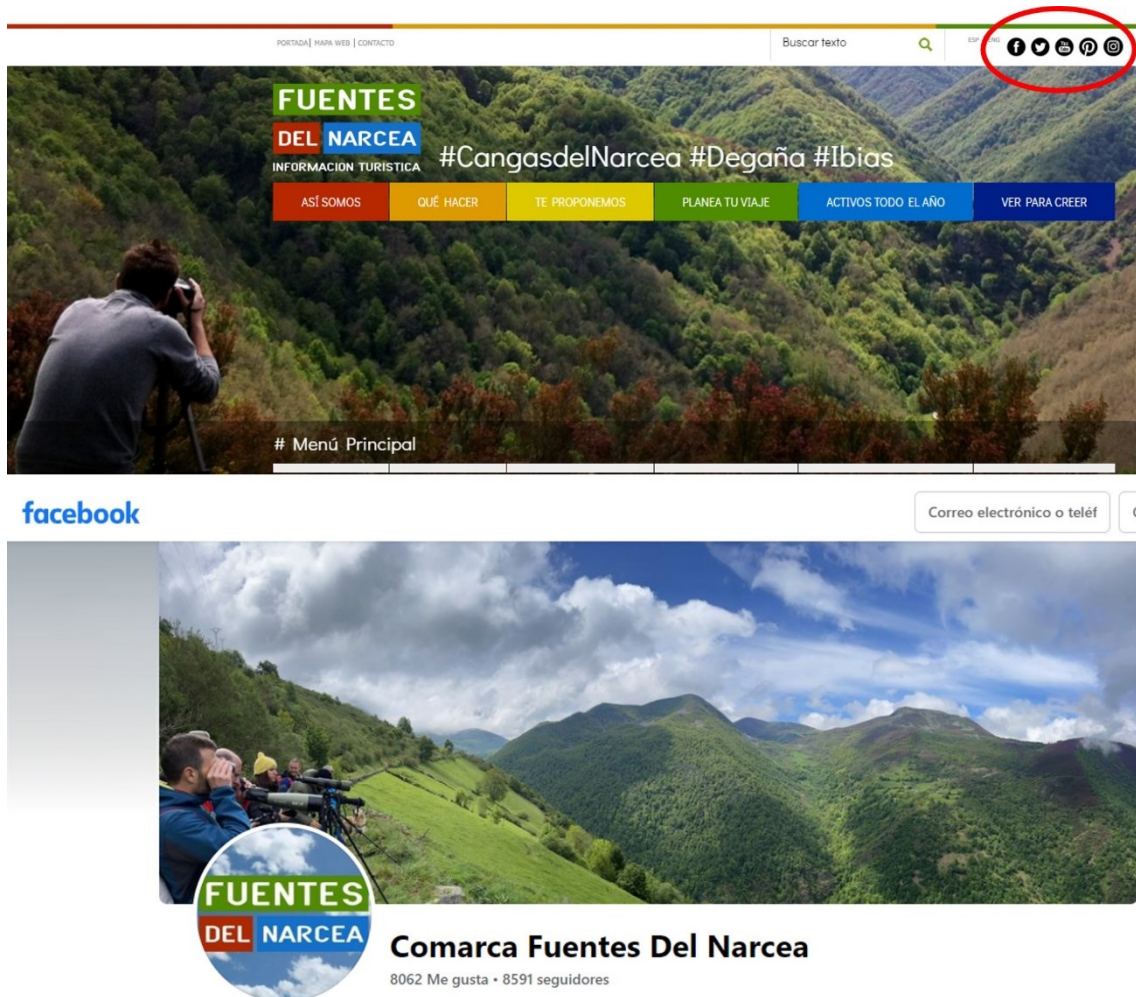 PORTADA| MAPA WEB | CONTACTO
Buscar texto
ESP ENG
FUENTES
DEL NARCEA
INFORMACION TURISTICA
#CangasdelNarcea #Degaña #Ibias
ASÍ SOMOS
QUÉ HACER
TE PROPONEMOS
PLANEA TU VIAJE
ACTIVOS TODO EL AÑO
VER PARA CREER
# Menú Principal
facebook
Correo electrónico o teléf
FUENTES
DEL NARCEA
Comarca Fuentes Del Narcea
8062 Me gusta • 8591 seguidores